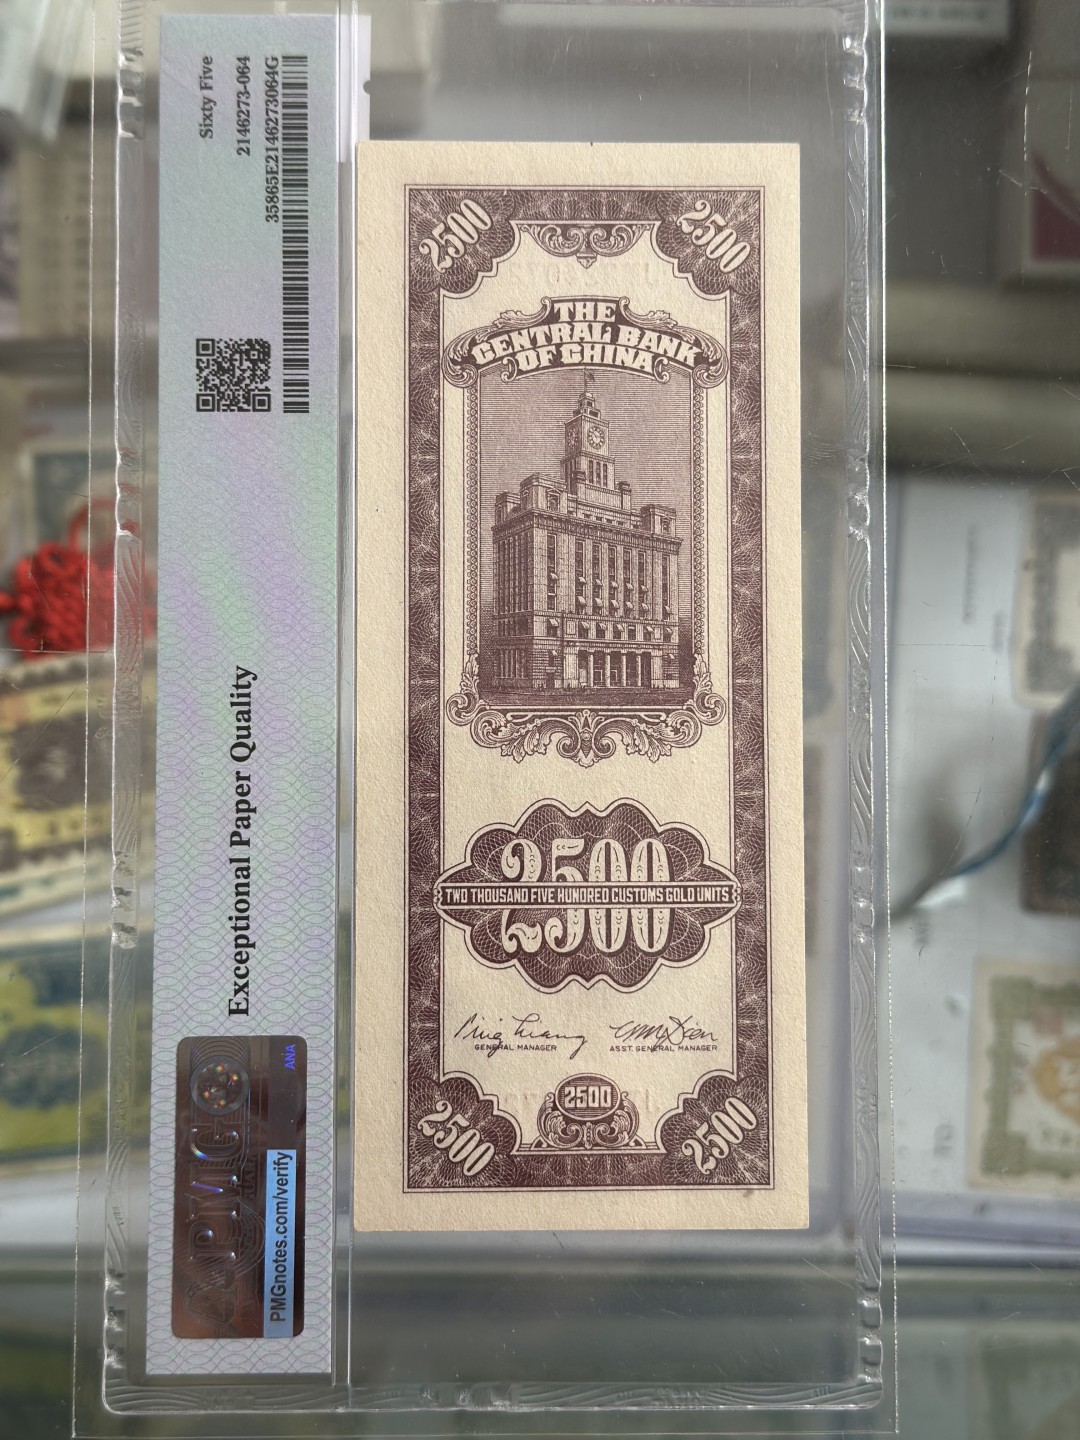 Sixty Five
2146273-064
35865E2146273064G
Exceptional Paper Quality
ANA
PMG
PMGnotes.com/verify
2500
2500
THE
CENTRAL BANK
OF CHINA
2500
TWO THOUSAND FIVE HUNDRED CUSTOMS GOLD UNITS
GENERAL MANAGER
ASST. GENERAL MANAGER
2500
2500
2500